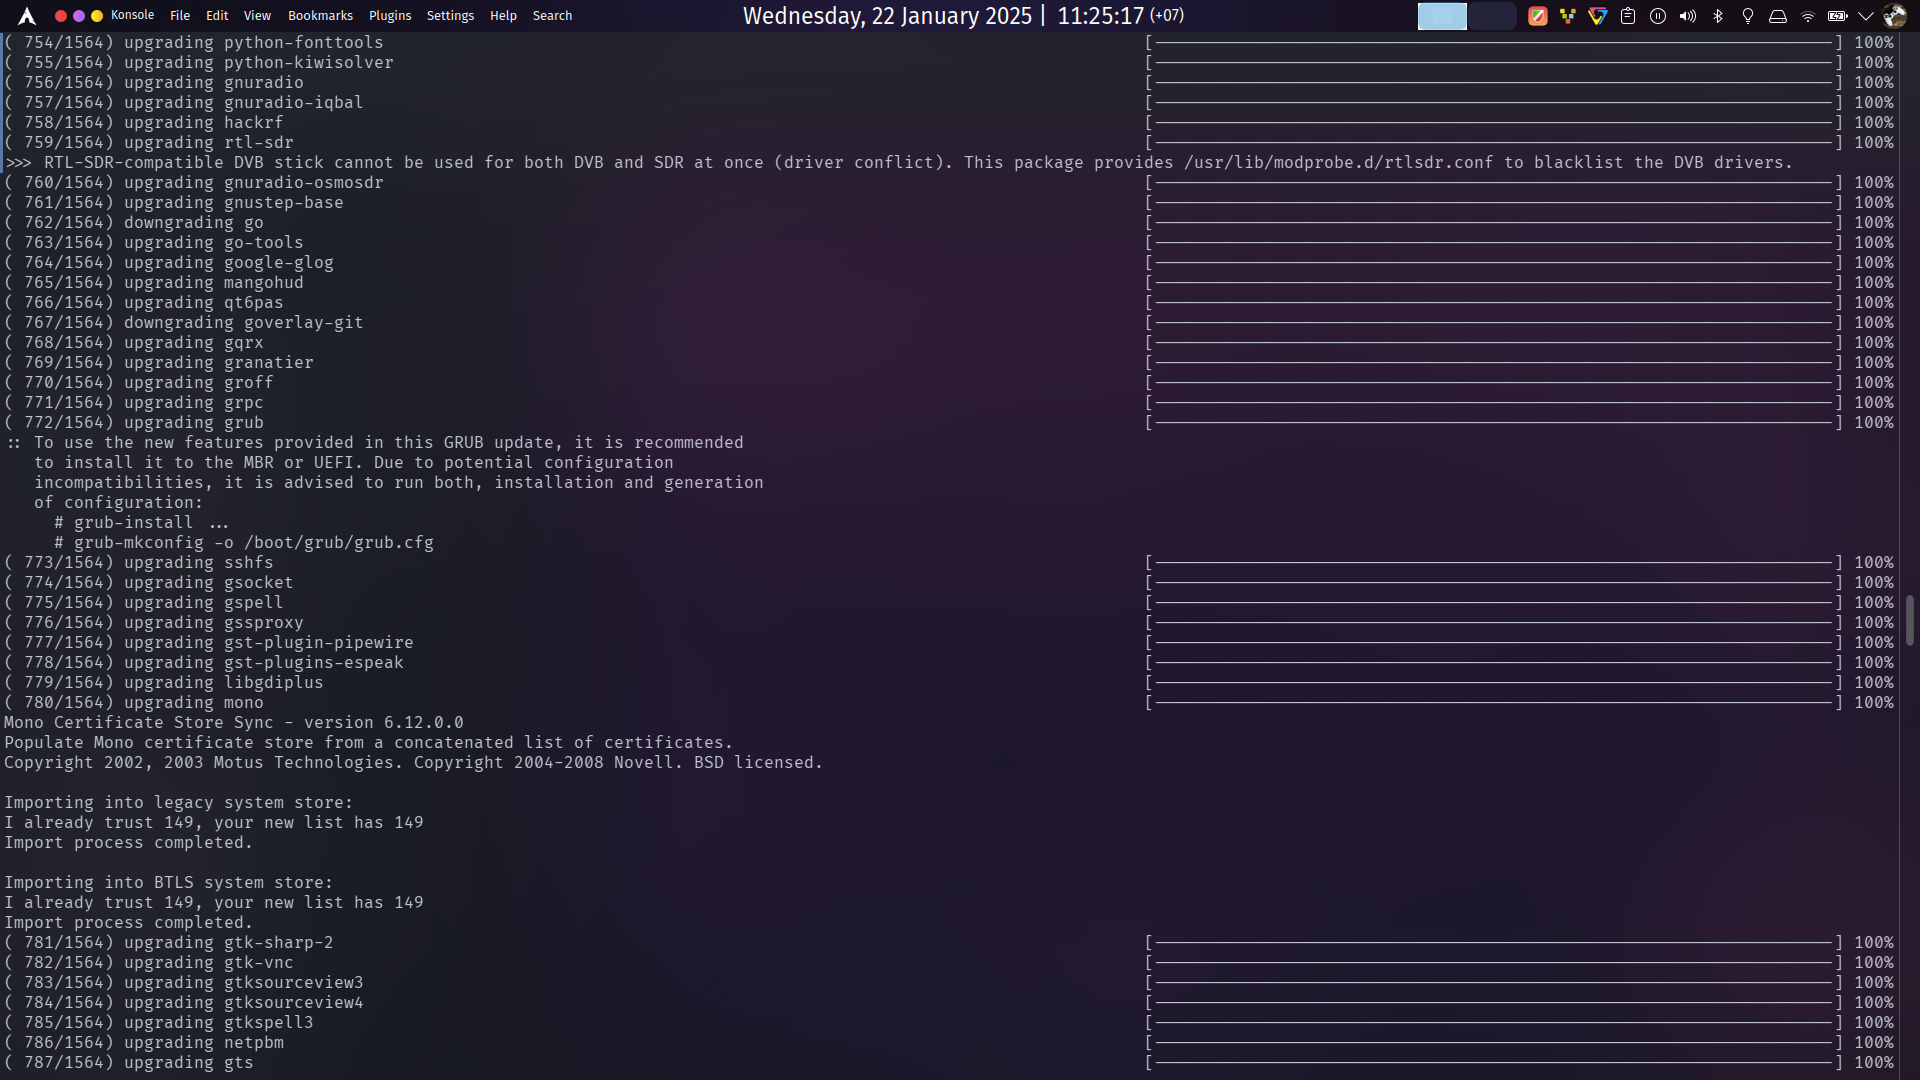 Konsole File Edit View Bookmarks Plugins Settings Help Search Wednesday, 22 January 2025 | 11:25:17 (+07)
( 754/1564) upgrading python-fonttools [----------] 100%
( 755/1564) upgrading python-kiwisolver [----------] 100%
( 756/1564) upgrading gnuradio [----------] 100%
( 757/1564) upgrading gnuradio-iqbal [----------] 100%
( 758/1564) upgrading hackrf [----------] 100%
( 759/1564) upgrading rtl-sdr [----------] 100%
>>> RTL-SDR-compatible DVB stick cannot be used for both DVB and SDR at once (driver conflict). This package provides /usr/lib/modprobe.d/rtlsdr.conf to blacklist the DVB drivers.
( 760/1564) upgrading gnuradio-osmosdr [----------] 100%
( 761/1564) upgrading gnustep-base [----------] 100%
( 762/1564) downgrading go [----------] 100%
( 763/1564) upgrading go-tools [----------] 100%
( 764/1564) upgrading google-glog [----------] 100%
( 765/1564) upgrading mangohud [----------] 100%
( 766/1564) upgrading qt6pas [----------] 100%
( 767/1564) downgrading goverlay-git [----------] 100%
( 768/1564) upgrading gqrx [----------] 100%
( 769/1564) upgrading granatier [----------] 100%
( 770/1564) upgrading groff [----------] 100%
( 771/1564) upgrading grpc [----------] 100%
( 772/1564) upgrading grub [----------] 100%
:: To use the new features provided in this GRUB update, it is recommended
to install it to the MBR or UEFI. Due to potential configuration
incompatibilities, it is advised to run both, installation and generation
of configuration:
# grub-install ...
# grub-mkconfig -o /boot/grub/grub.cfg
( 773/1564) upgrading sshfs [----------] 100%
( 774/1564) upgrading gsocket [----------] 100%
( 775/1564) upgrading gspell [----------] 100%
( 776/1564) upgrading gssproxy [----------] 100%
( 777/1564) upgrading gst-plugin-pipewire [----------] 100%
( 778/1564) upgrading gst-plugins-espeak [----------] 100%
( 779/1564) upgrading libgdiplus [----------] 100%
( 780/1564) upgrading mono [----------] 100%
Mono Certificate Store Sync - version 6.12.0.0
Populate Mono certificate store from a concatenated list of certificates.
Copyright 2002, 2003 Motus Technologies. Copyright 2004-2008 Novell. BSD licensed.
Importing into legacy system store:
I already trust 149, your new list has 149
Import process completed.
Importing into BTLS system store:
I already trust 149, your new list has 149
Import process completed.
( 781/1564) upgrading gtk-sharp-2 [----------] 100%
( 782/1564) upgrading gtk-vnc [----------] 100%
( 783/1564) upgrading gtksourceview3 [----------] 100%
( 784/1564) upgrading gtksourceview4 [----------] 100%
( 785/1564) upgrading gtkspell3 [----------] 100%
( 786/1564) upgrading netpbm [----------] 100%
( 787/1564) upgrading gts [----------] 100%